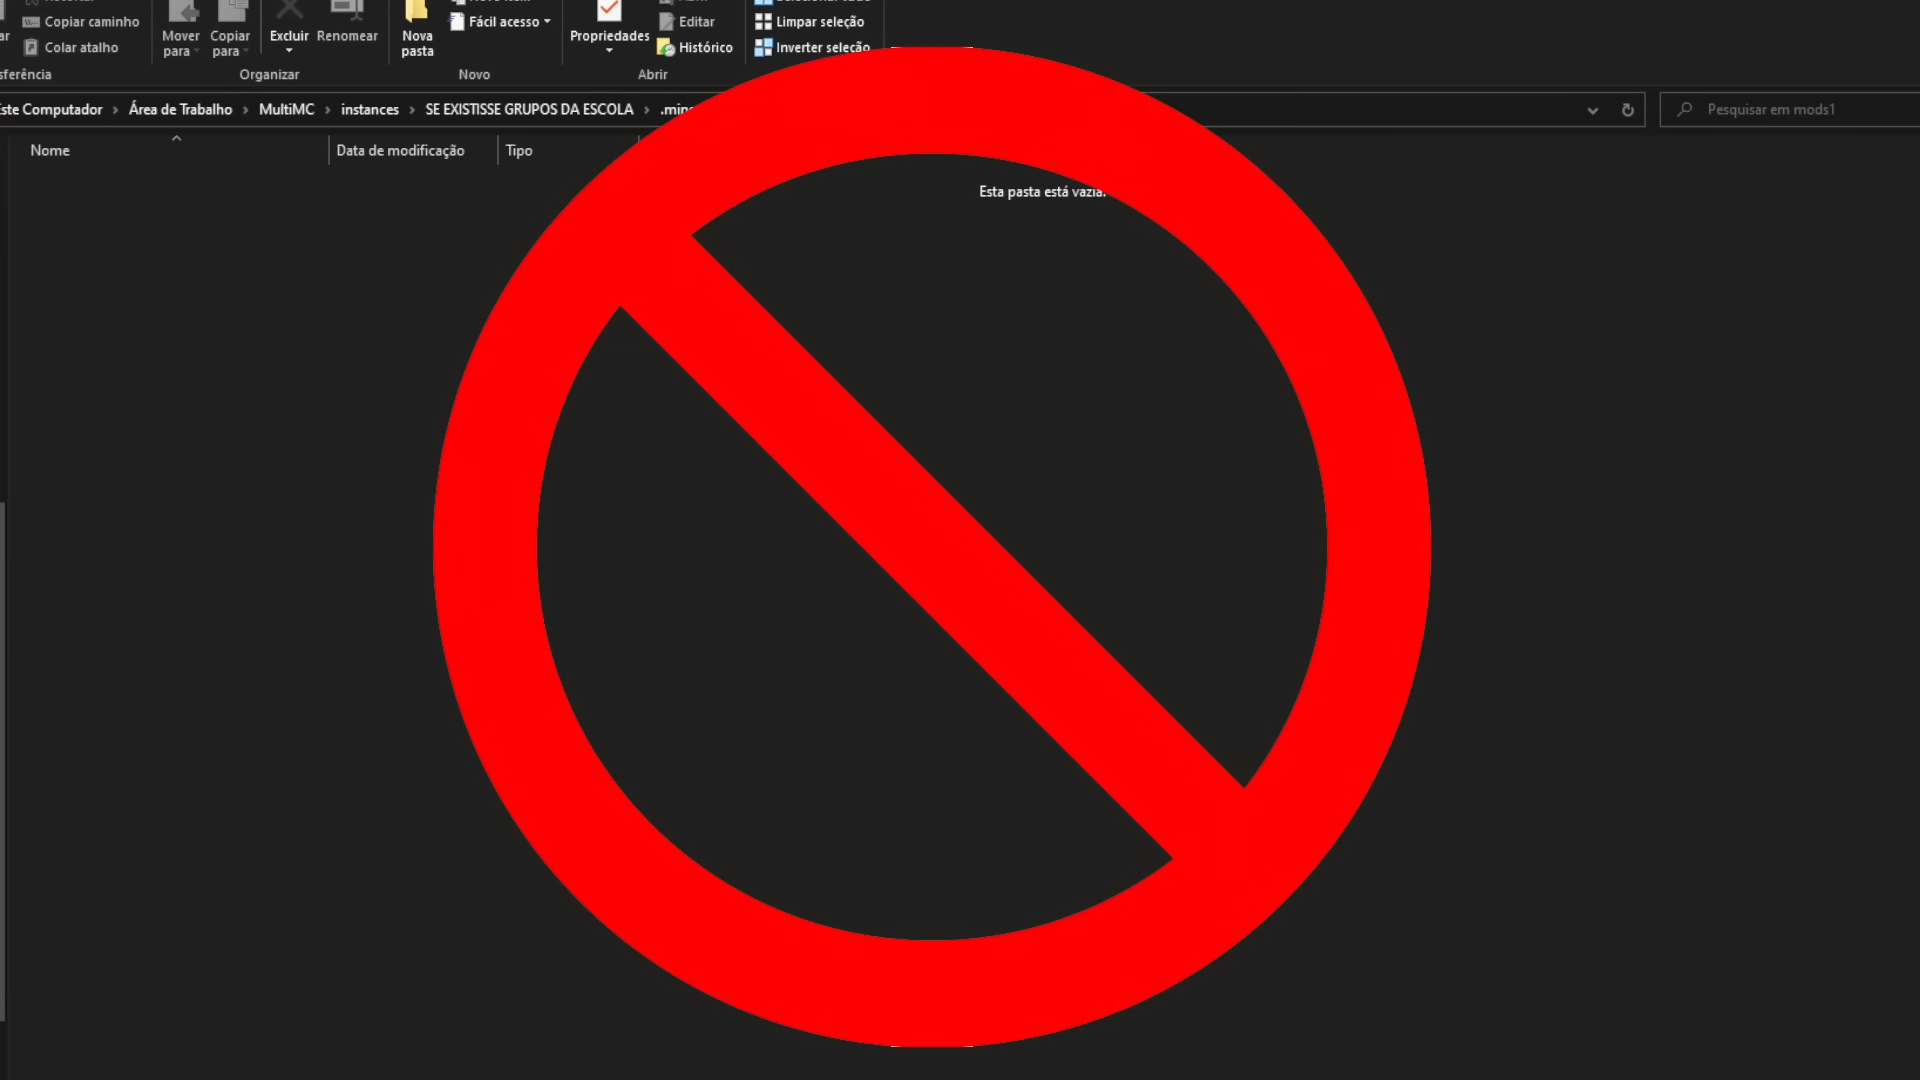 Copiar caminho
Colar atalho
Mover para
Copiar para
Excluir
Renomear
Organizar
Nova pasta
Fácil acesso
Novo
Propriedades
Editar
Histórico
Abrir
Limpar seleção
Inverter seleção
Computador > Área de Trabalho > MultiMC > instances > SE EXISTISSE GRUPOS DA ESCOLA >
Pesquisar em mods1
Nome
Data de modificação
Tipo
Esta pasta está vazia.